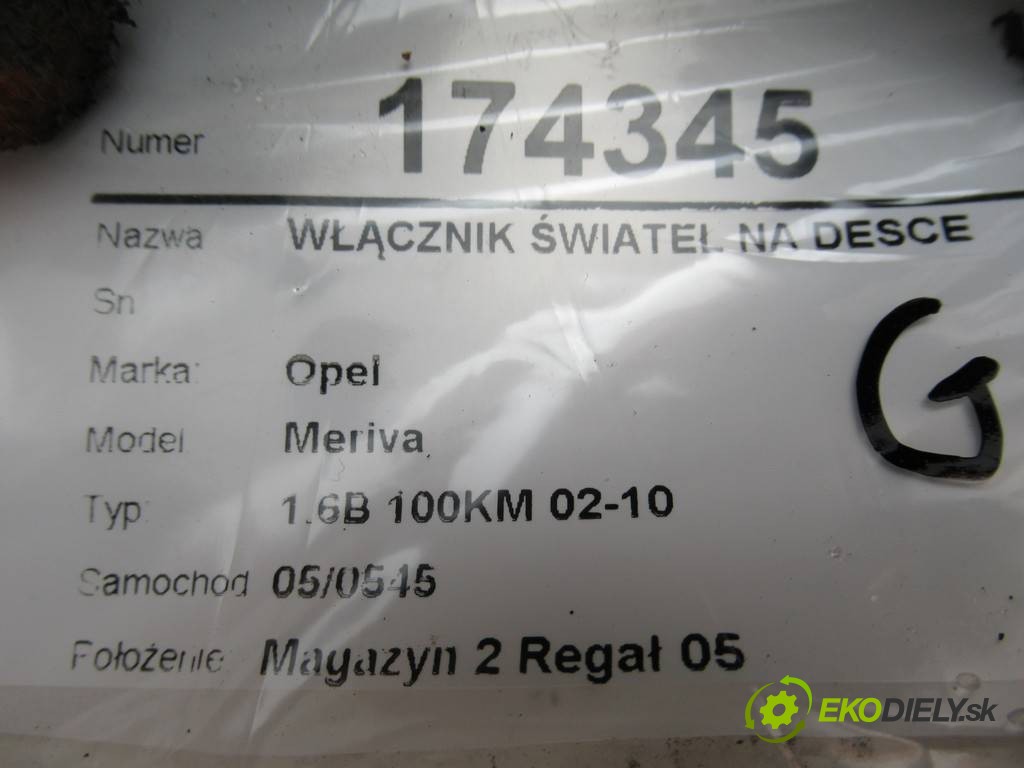 Numer 174345
Nazwa WŁĄCZNIK ŚWIATEŁ NA DESCE
Sn
Marka: Opel
G
Model Meriva
Typ: 1.6B 100KM 02-10
Samochod 05/0545
Położenie Magazyn 2 Regał 05
EKODIELY.sk